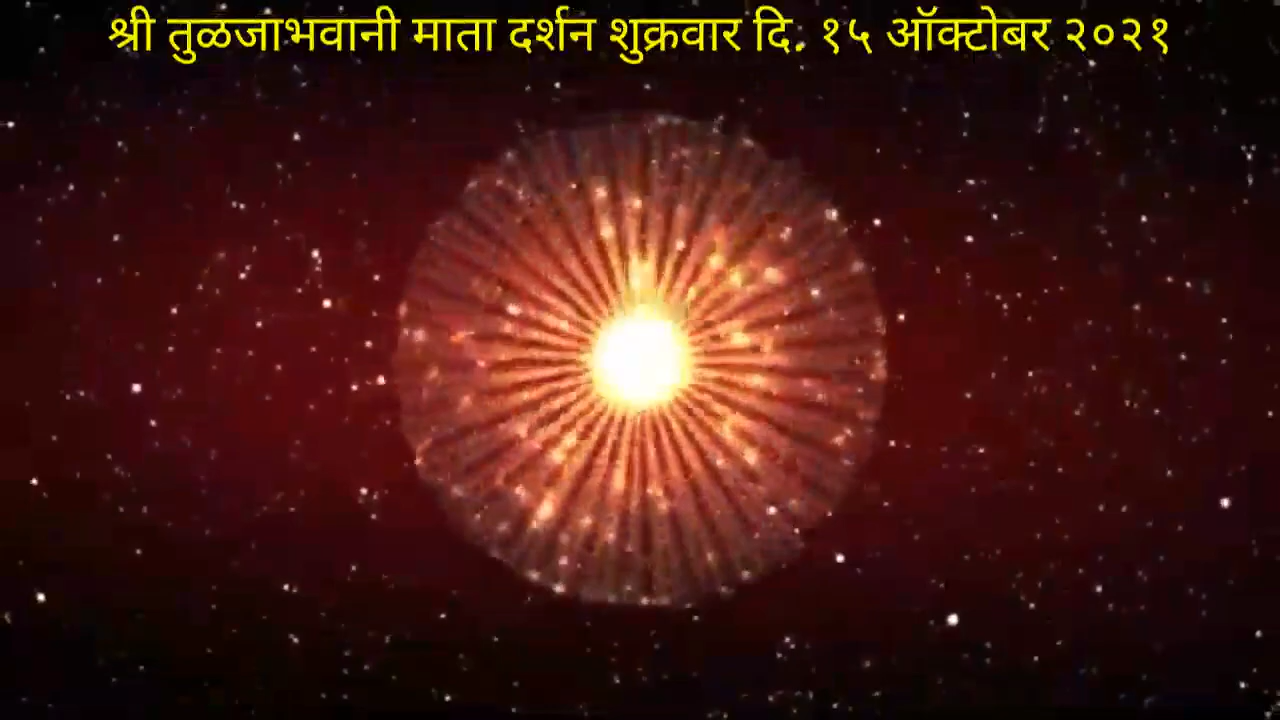 श्री तुळजाभवानी माता दर्शन शुक्रवार दि. १५ ऑक्टोबर २०२१